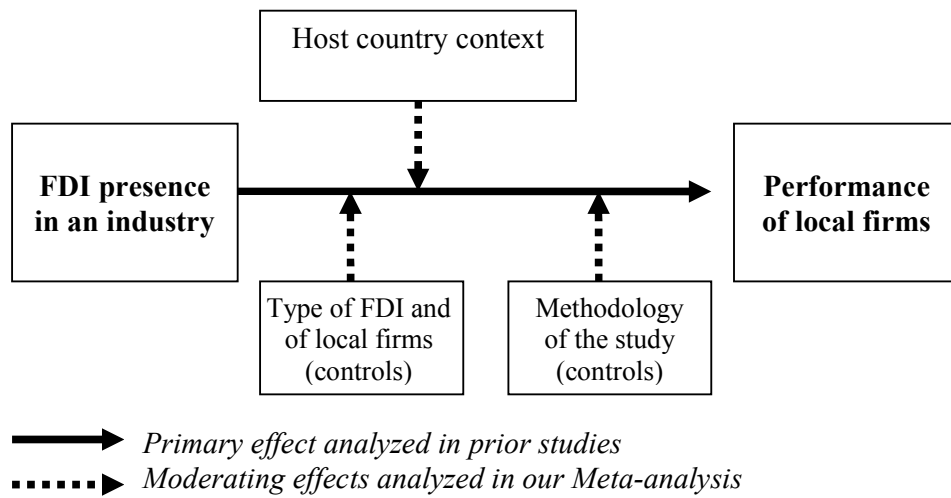 Host country context
FDI presence
in an industry
Performance
of local firms
Type of FDI and
of local firms
(controls)
Methodology
of the study
(controls)
Primary effect analyzed in prior studies
Moderating effects analyzed in our Meta-analysis